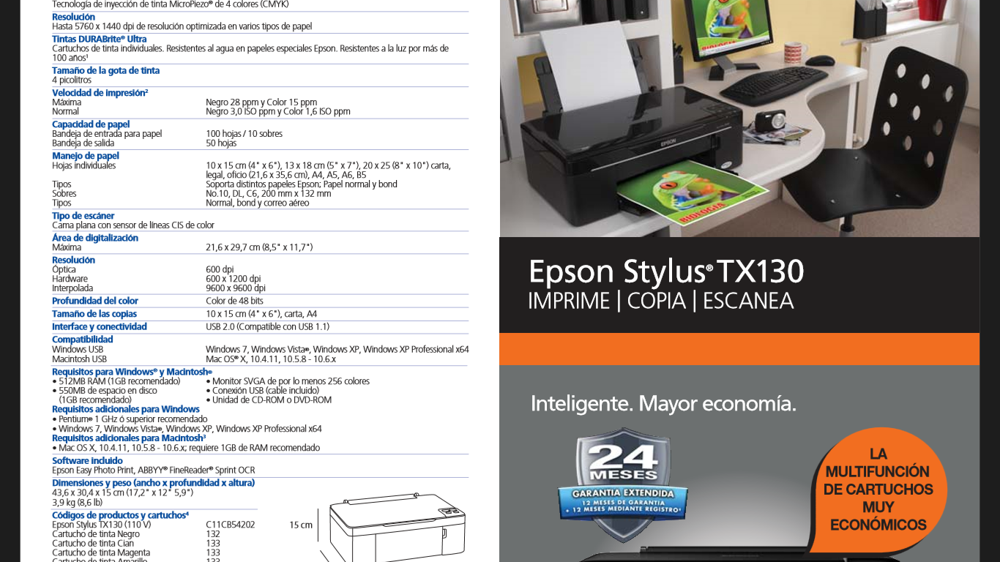 Tecnología de inyección de tinta MicroPiezo® de 4 colores (CMYK)
Resolución
Hasta 5760 x 1440 dpi de resolución optimizada en varios tipos de papel
Tintas DURABrite® Ultra
Cartuchos de tinta individuales. Resistentes al agua en papeles especiales Epson. Resistentes a la luz por más de
100 años¹
Tamaño de la gota de tinta
4 picolitros
Velocidad de impresión²
Máxima Negro 28 ppm y Color 15 ppm
Normal Negro 3,0 ISO ppm y Color 1,6 ISO ppm
Capacidad de papel
Bandeja de entrada para papel 100 hojas / 10 sobres
Bandeja de salida 50 hojas
Manejo de papel
Hojas individuales 10 x 15 cm (4" x 6"), 13 x 18 cm (5" x 7"), 20 x 25 (8" x 10") carta,
legal, oficio (21,6 x 35,6 cm), A4, A5, A6, B5
Tipos Soporta distintos papeles Epson; Papel normal y bond
Sobres No.10, DL, C6, 200 mm x 132 mm
Tipos Normal, bond y correo aéreo
Tipo de escáner
Cama plana con sensor de líneas CIS de color
Área de digitalización
Máxima 21,6 x 29,7 cm (8,5" x 11,7")
Resolución
Óptica 600 dpi
Hardware 600 x 1200 dpi
Interpolada 9600 x 9600 dpi
Profundidad del color Color de 48 bits
Tamaño de las copias 10 x 15 cm (4" x 6"), carta, A4
Interface y conectividad USB 2.0 (Compatible con USB 1.1)
Compatibilidad
Windows USB Windows 7, Windows Vista®, Windows XP, Windows XP Professional x64
Macintosh USB Mac OS® X, 10.4.11, 10.5.8 - 10.6.x
Requisitos para Windows® y Macintosh®
• 512MB RAM (1GB recomendado) • Monitor SVGA de por lo menos 256 colores
• 550MB de espacio en disco • Conexión USB (cable incluido)
(1GB recomendado) • Unidad de CD-ROM o DVD-ROM
Requisitos adicionales para Windows
• Pentium® 1 GHz ó superior recomendado
• Windows 7, Windows Vista®, Windows XP, Windows XP Professional x64
Requisitos adicionales para Macintosh³
• Mac OS X, 10.4.11, 10.5.8 - 10.6.x; requiere 1GB de RAM recomendado
Software incluido
Epson Easy Photo Print, ABBYY® FineReader® Sprint OCR
Dimensiones y peso (ancho x profundidad x altura)
43,6 x 30,4 x 15 cm (17,2" x 12" 5,9")
3,9 kg (8,6 lb)
Códigos de productos y cartuchos⁴
Epson Stylus TX130 (110 V) C11CB54202
Cartucho de tinta Negro 132
Cartucho de tinta Cian 133
Cartucho de tinta Magenta 133
Cartucho de tinta Amarillo 133
15 cm
BIOLOGIA
EPSON
BIOLOGIA
Epson Stylus® TX130
IMPRIME | COPIA | ESCANEA
Inteligente. Mayor economía.
24
MESES
GARANTIA EXTENDIDA
12 MESES DE GARANTIA
+ 12 MESES MEDIANTE REGISTRO⁵
LA
MULTIFUNCIÓN
DE CARTUCHOS
MUY
ECONÓMICOS